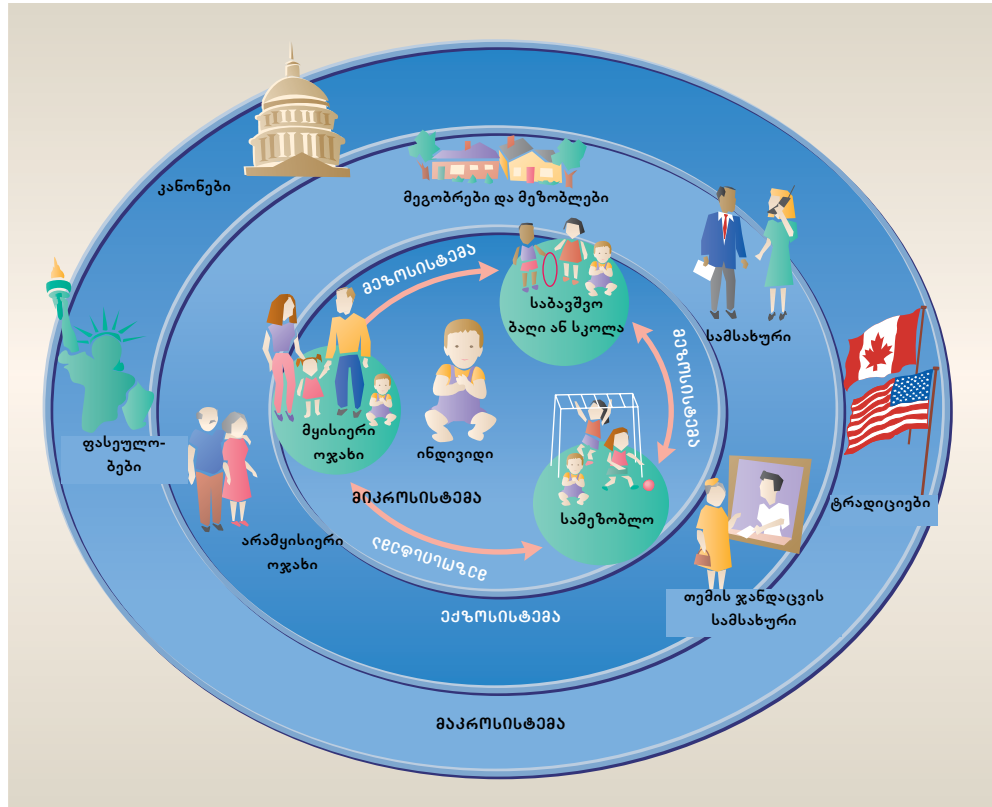 კანონები
მეგობრები და მეზობლები
მეზოსისტემა
საბავშვო
ბაღი ან სკოლა
სამსახური
მეზოსისტემა
ფასეულო-
ბები
მყისიერი
ოჯახი
ინდივიდი
მიკროსისტემა
სამეზობლო
ტრადიციები
არამყისიერი
ოჯახი
მეზოსისტემა
თემის ჯანდაცვის
სამსახური
ეგზოსისტემა
მაკროსისტემა